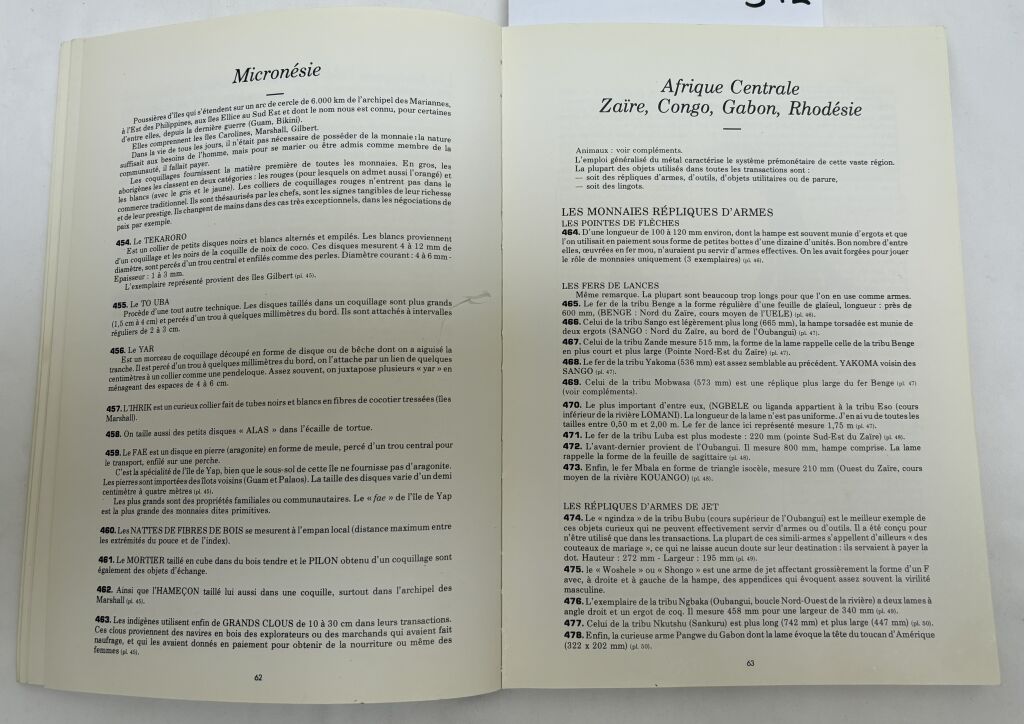 Micronésie
Poussières d'îles qui s'étendent sur un arc de cercle de 6.000 km de l'archipel des Mariannes,
à l'Est des Philippines, aux îles Ellice au Sud Est et dont le nom nous est connu, pour certaines
d'entre elles, depuis la dernière guerre (Guam, Bikini).
Elles comprennent les îles Carolines, Marshall, Gilbert.
Dans la vie de tous les jours, il n'était pas nécessaire de posséder de la monnaie : la nature
suffisait aux besoins de l'homme, mais pour se marier ou être admis comme membre de la
communauté, il fallait payer.
Les coquillages fournissent la matière première de toutes les monnaies. En gros, les
aborigènes les classent en deux catégories : les rouges (pour lesquels on admet aussi l'orangé) et
les blancs (avec le gris et le jaune). Les colliers de coquillages rouges n'entrent pas dans le
commerce traditionnel. Ils sont thésaurisés par les chefs, sont les signes tangibles de leur richesse
et de leur prestige. Ils changent de mains dans des cas très exceptionnels, dans les négociations de
paix par exemple.
454. Le TEKARORO
Est un collier de petits disques noirs et blancs alternés et empilés. Les blancs proviennent
d'un coquillage et les noirs de la coquille de noix de coco. Ces disques mesurent 4 à 12 mm de
diamètre, sont percés d'un trou central et enfilés comme des perles. Diamètre courant : 4 à 6 mm -
Epaisseur : 1 à 3 mm.
L'exemplaire représenté provient des îles Gilbert (pl. 45).
455. Le TO UBA
Procède d'une tout autre technique. Les disques taillés dans un coquillage sont plus grands
(1,5 cm à 4 cm) et percés d'un trou à quelques millimètres du bord. Ils sont attachés à intervalles
réguliers de 2 à 3 cm.
456. Le YAR
Est un morceau de coquillage découpé en forme de disque ou de bêche dont on a aiguisé la
tranche. Il est percé d'un trou à quelques millimètres du bord, on l'attache par un lien de quelques
centimètres à un collier comme une pendeloque. Assez souvent, on juxtapose plusieurs « yar » en
ménageant des espaces de 4 à 6 cm.
457. L'IHRIK est un curieux collier fait de tubes noirs et blancs en fibres de cocotier tressées (îles
Marshall).
458. On taille aussi des petits disques « ALAS » dans l'écaille de tortue.
459. Le FAE est un disque en pierre (aragonite) en forme de meule, percé d'un trou central pour
le transport, enfilé sur une perche.
C'est la spécialité de l'île de Yap, bien que le sous-sol de cette île ne fournisse pas d'aragonite.
Les pierres sont importées des îlots voisins (Guam et Palaos). La taille des disques varie d'un demi
centimètre à quatre mètres (pl. 45).
Les plus grands sont des propriétés familiales ou communautaires. Le « fae » de l'île de Yap
est la plus grande des monnaies dites primitives.
460. Les NATTES DE FIBRES DE BOIS se mesurent à l'empan local (distance maximum entre
les extrémités du pouce et de l'index).
461. Le MORTIER taillé en cube dans du bois tendre et le PILON obtenu d'un coquillage sont
également des objets d'échange.
462. Ainsi que l'HAMEÇON taillé lui aussi dans une coquille, surtout dans l'archipel des
Marshall (pl. 45).
463. Les indigènes utilisent enfin de GRANDS CLOUS de 10 à 30 cm dans leurs transactions.
Ces clous proviennent des navires en bois des explorateurs ou des marchands qui avaient fait
naufrage, et qui les avaient donnés en paiement pour obtenir de la nourriture ou même des
femmes (pl. 45).
62
Afrique Centrale
Zaïre, Congo, Gabon, Rhodésie
Animaux : voir compléments.
L'emploi généralisé du métal caractérise le système prémonétaire de cette vaste région.
La plupart des objets utilisés dans toutes les transactions sont :
— soit des répliques d'armes, d'outils, d'objets utilitaires ou de parure,
— soit des lingots.
LES MONNAIES RÉPLIQUES D'ARMES
LES POINTES DE FLÈCHES
464. D'une longueur de 100 à 120 mm environ, dont la hampe est souvent munie d'ergots et que
l'on utilisait en paiement sous forme de petites bottes d'une dizaine d'unités. Bon nombre d'entre
elles, œuvrées en fer mou, n'auraient pu servir d'armes effectives. On les avait forgées pour jouer
le rôle de monnaies uniquement (3 exemplaires) (pl. 46).
LES FERS DE LANCES
Même remarque. La plupart sont beaucoup trop longs pour que l'on en use comme armes.
465. Le fer de la tribu Benge a la forme régulière d'une feuille de glaïeul, longueur : près de
600 mm, (BENGE : Nord du Zaïre, cours moyen de l'UELE) (pl. 46).
466. Celui de la tribu Sango est légèrement plus long (665 mm), la hampe torsadée est munie de
deux ergots (SANGO : Nord du Zaïre, au bord de l'Oubangui) (pl. 47).
467. Celui de la tribu Zande mesure 515 mm, la forme de la lame rappelle celle de la tribu Benge
en plus court et plus large (Pointe Nord-Est du Zaïre) (pl. 47).
468. Le fer de la tribu Yakoma (536 mm) est assez semblable au précédent. YAKOMA voisin des
SANGO (pl. 47).
469. Celui de la tribu Mobwasa (573 mm) est une réplique plus large du fer Benge (pl. 47)
(voir compléments).
470. Le plus important d'entre eux, (NGBELE ou liganda appartient à la tribu Eso (cours
inférieur de la rivière LOMANI). La longueur de la lame n'est pas uniforme. J'en ai vu de toutes les
tailles entre 0,50 m et 2,00 m. Le fer de lance ici représenté mesure 1,75 m (pl. 47).
471. Le fer de la tribu Luba est plus modeste : 220 mm (pointe Sud-Est du Zaïre) (pl. 48).
472. L'avant-dernier provient de l'Oubangui. Il mesure 800 mm, hampe comprise. La lame
rappelle la forme de la feuille de sagittaire (pl. 48).
473. Enfin, le fer Mbala en forme de triangle isocèle, mesure 210 mm (Ouest du Zaïre, cours
moyen de la rivière KOUANGO) (pl. 48).
LES RÉPLIQUES D'ARMES DE JET
474. Le « ngindza » de la tribu Bubu (cours supérieur de l'Oubangui) est le meilleur exemple de
ces objets curieux qui ne peuvent effectivement servir d'armes ou d'outils. Il a été conçu pour
n'être utilisé que dans les transactions. La plupart de ces simili-armes s'appellent d'ailleurs « des
couteaux de mariage », ce qui ne laisse aucun doute sur leur destination : ils servaient à payer la
dot. Hauteur : 272 mm - Largeur : 195 mm (pl. 49).
475. le « Woshele » ou « Shongo » est une arme de jet affectant grossièrement la forme d'un F
avec, à droite et à gauche de la hampe, des appendices qui évoquent assez souvent la virilité
masculine.
476. L'exemplaire de la tribu Ngbaka (Oubangui, boucle Nord-Ouest de la rivière) a deux lames à
angle droit et un ergot de coq. Il mesure 458 mm pour une largeur de 340 mm (pl. 49).
477. Celui de la tribu Nkutshu (Sankuru) est plus long (742 mm) et plus large (447 mm) (pl. 50).
478. Enfin, la curieuse arme Pangwe du Gabon dont la lame évoque la tête du toucan d'Amérique
(322 x 202 mm) (pl. 50).
63